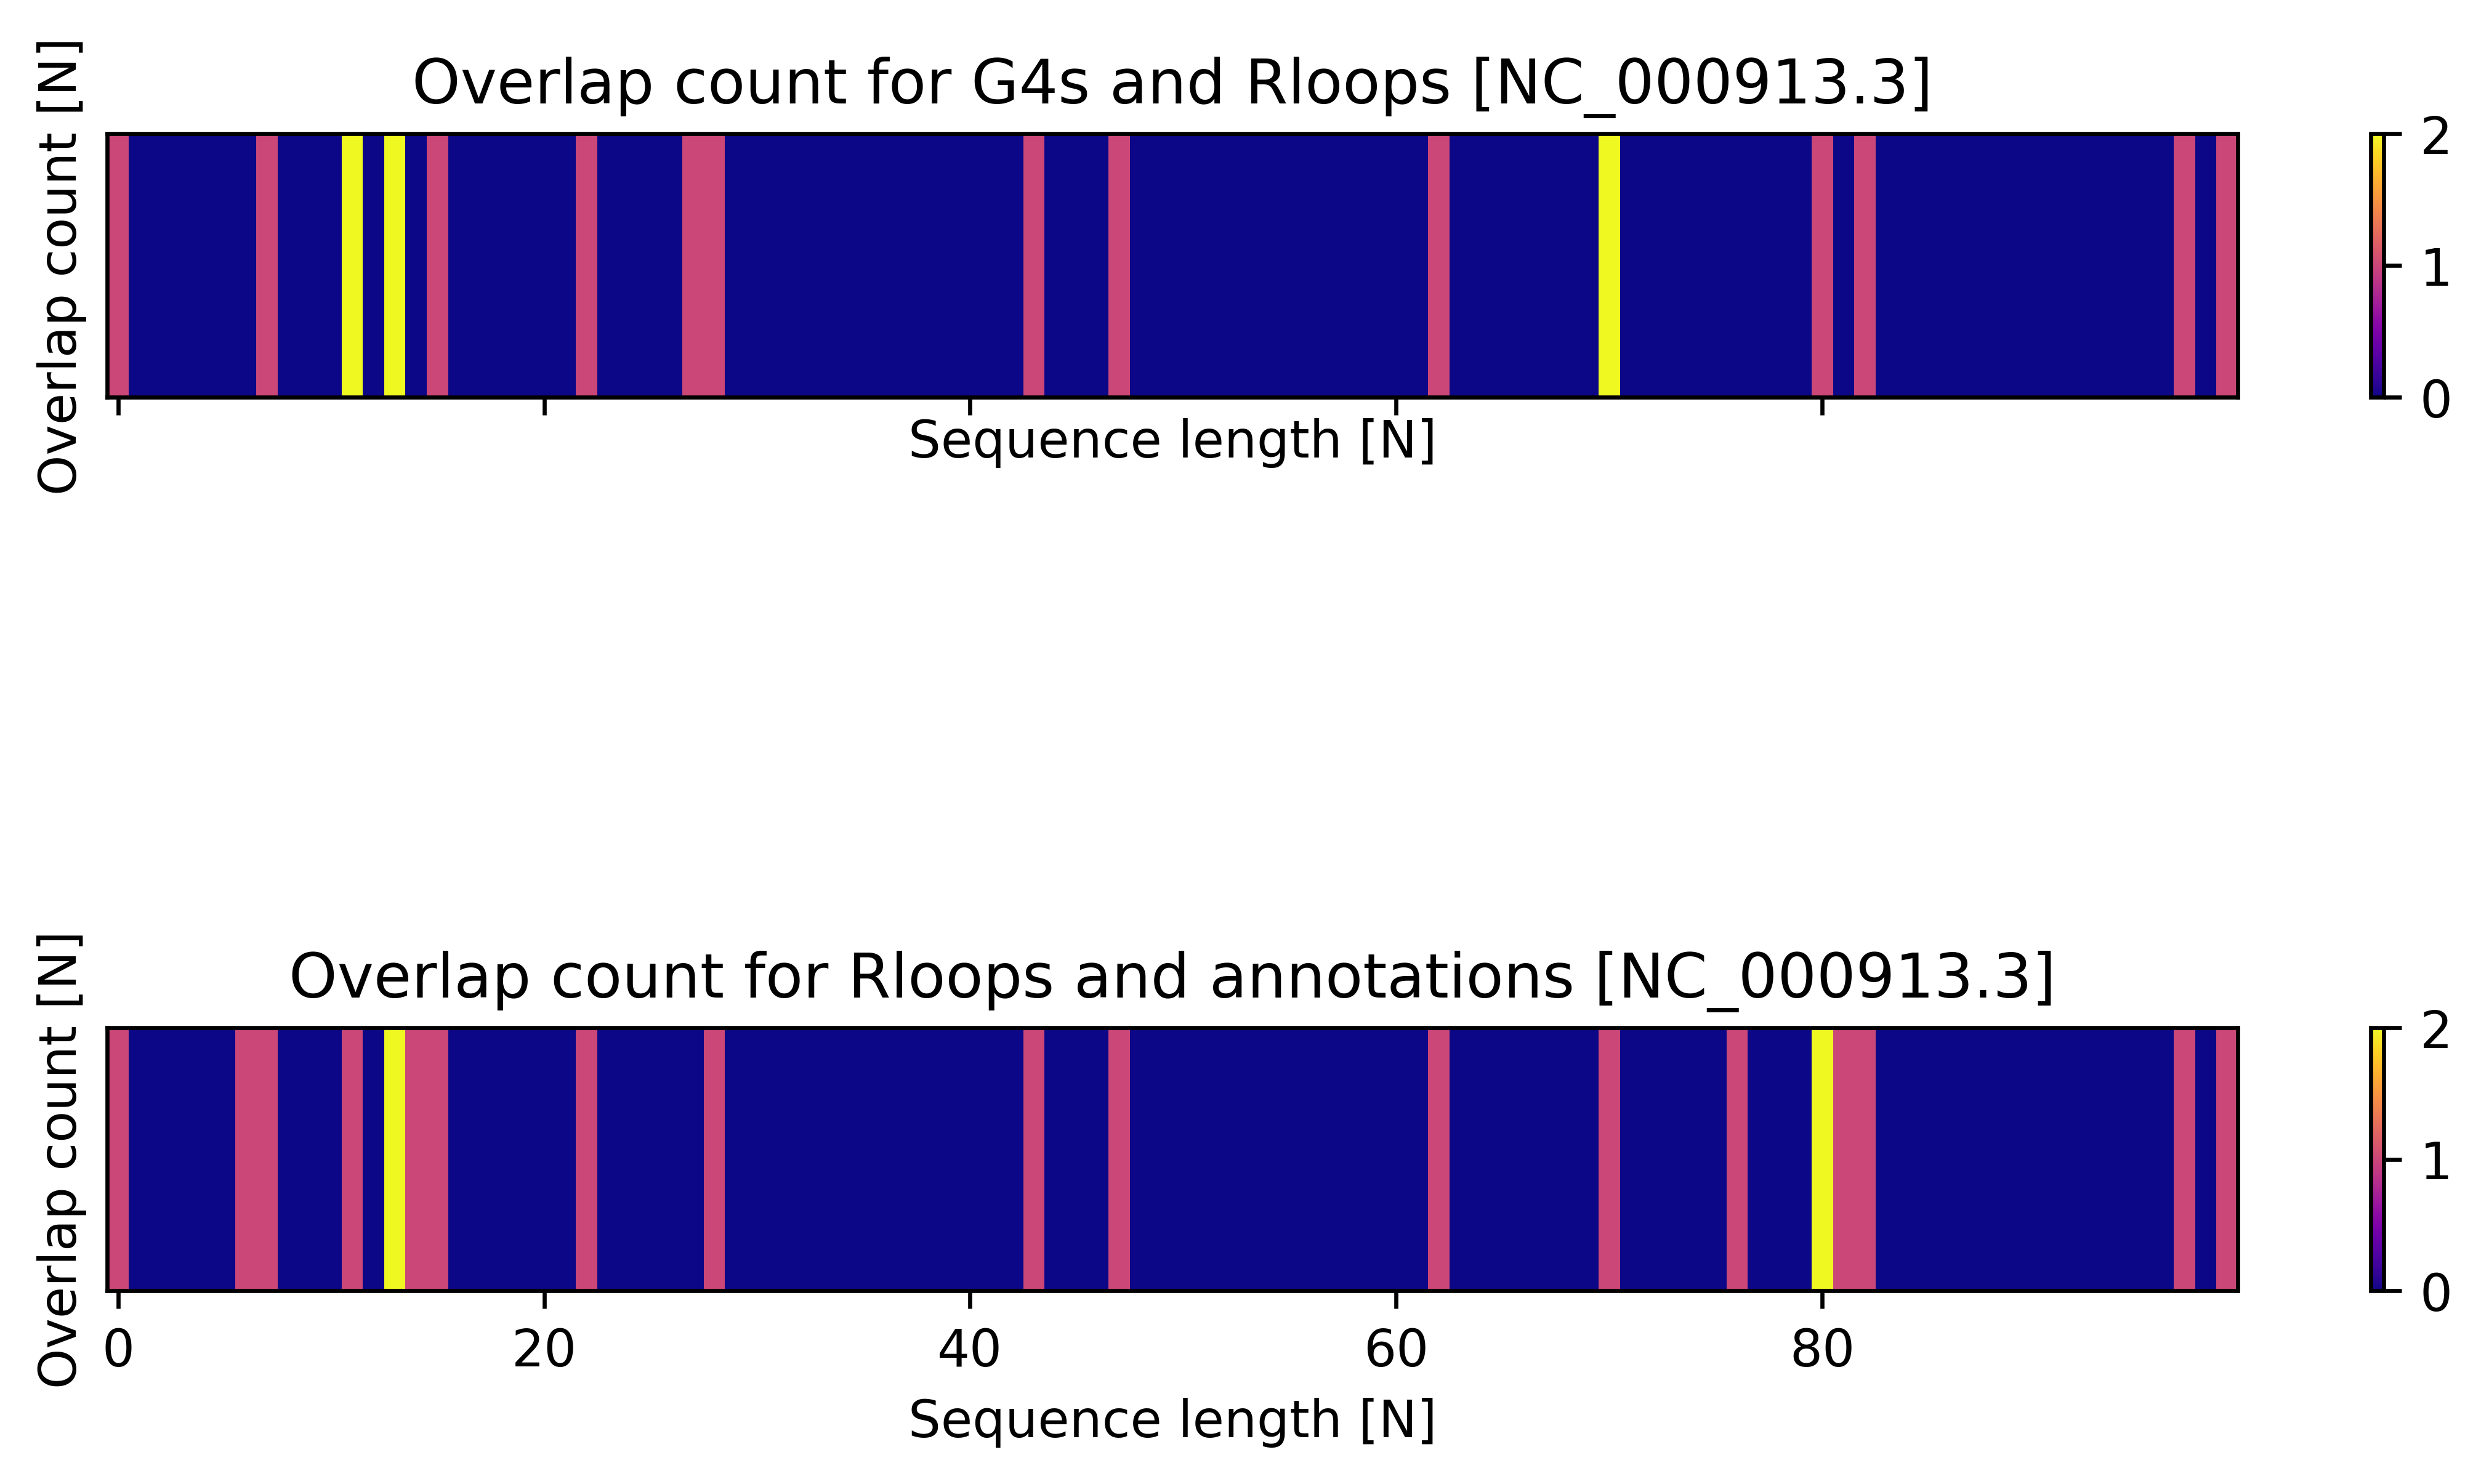 Overlap count for G4s and Rloops [NC_000913.3]
Overlap count [N]
2
1
0
Sequence length [N]
Overlap count for Rloops and annotations [NC_000913.3]
Overlap count [N]
2
1
0
0 20 40 60 80
Sequence length [N]